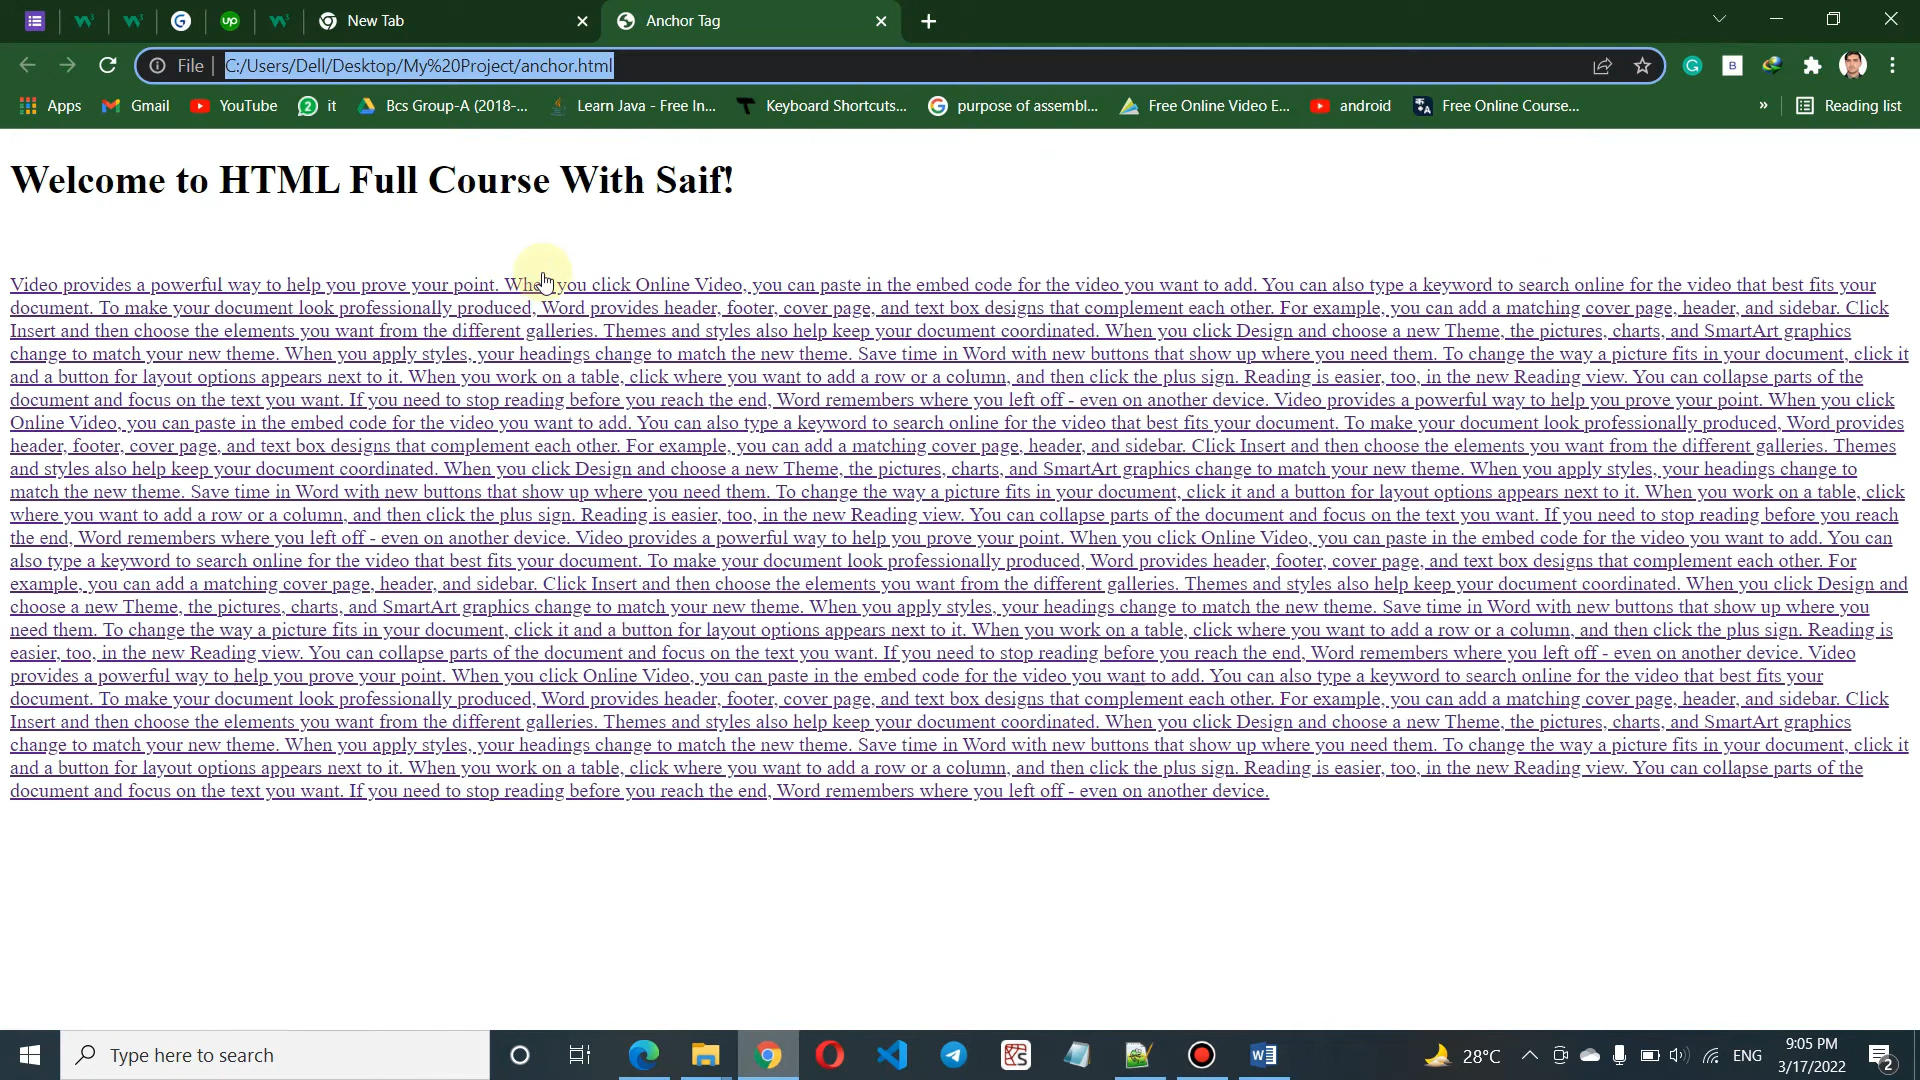 New Tab
Anchor Tag
File C:/Users/Dell/Desktop/My%20Project/anchor.html
Apps Gmail YouTube it Bcs Group-A (2018-... Learn Java - Free In... Keyboard Shortcuts... purpose of assembl... Free Online Video E... android Free Online Course... » Reading list
Welcome to HTML Full Course With Saif!
Video provides a powerful way to help you prove your point. When you click Online Video, you can paste in the embed code for the video you want to add. You can also type a keyword to search online for the video that best fits your
document. To make your document look professionally produced, Word provides header, footer, cover page, and text box designs that complement each other. For example, you can add a matching cover page, header, and sidebar. Click
Insert and then choose the elements you want from the different galleries. Themes and styles also help keep your document coordinated. When you click Design and choose a new Theme, the pictures, charts, and SmartArt graphics
change to match your new theme. When you apply styles, your headings change to match the new theme. Save time in Word with new buttons that show up where you need them. To change the way a picture fits in your document, click it
and a button for layout options appears next to it. When you work on a table, click where you want to add a row or a column, and then click the plus sign. Reading is easier, too, in the new Reading view. You can collapse parts of the
document and focus on the text you want. If you need to stop reading before you reach the end, Word remembers where you left off - even on another device. Video provides a powerful way to help you prove your point. When you click
Online Video, you can paste in the embed code for the video you want to add. You can also type a keyword to search online for the video that best fits your document. To make your document look professionally produced, Word provides
header, footer, cover page, and text box designs that complement each other. For example, you can add a matching cover page, header, and sidebar. Click Insert and then choose the elements you want from the different galleries. Themes
and styles also help keep your document coordinated. When you click Design and choose a new Theme, the pictures, charts, and SmartArt graphics change to match your new theme. When you apply styles, your headings change to
match the new theme. Save time in Word with new buttons that show up where you need them. To change the way a picture fits in your document, click it and a button for layout options appears next to it. When you work on a table, click
where you want to add a row or a column, and then click the plus sign. Reading is easier, too, in the new Reading view. You can collapse parts of the document and focus on the text you want. If you need to stop reading before you reach
the end, Word remembers where you left off - even on another device. Video provides a powerful way to help you prove your point. When you click Online Video, you can paste in the embed code for the video you want to add. You can
also type a keyword to search online for the video that best fits your document. To make your document look professionally produced, Word provides header, footer, cover page, and text box designs that complement each other. For
example, you can add a matching cover page, header, and sidebar. Click Insert and then choose the elements you want from the different galleries. Themes and styles also help keep your document coordinated. When you click Design and
choose a new Theme, the pictures, charts, and SmartArt graphics change to match your new theme. When you apply styles, your headings change to match the new theme. Save time in Word with new buttons that show up where you
need them. To change the way a picture fits in your document, click it and a button for layout options appears next to it. When you work on a table, click where you want to add a row or a column, and then click the plus sign. Reading is
easier, too, in the new Reading view. You can collapse parts of the document and focus on the text you want. If you need to stop reading before you reach the end, Word remembers where you left off - even on another device. Video
provides a powerful way to help you prove your point. When you click Online Video, you can paste in the embed code for the video you want to add. You can also type a keyword to search online for the video that best fits your
document. To make your document look professionally produced, Word provides header, footer, cover page, and text box designs that complement each other. For example, you can add a matching cover page, header, and sidebar. Click
Insert and then choose the elements you want from the different galleries. Themes and styles also help keep your document coordinated. When you click Design and choose a new Theme, the pictures, charts, and SmartArt graphics
change to match your new theme. When you apply styles, your headings change to match the new theme. Save time in Word with new buttons that show up where you need them. To change the way a picture fits in your document, click it
and a button for layout options appears next to it. When you work on a table, click where you want to add a row or a column, and then click the plus sign. Reading is easier, too, in the new Reading view. You can collapse parts of the
document and focus on the text you want. If you need to stop reading before you reach the end, Word remembers where you left off - even on another device.
Type here to search
28°C
ENG
9:05 PM
3/17/2022
2